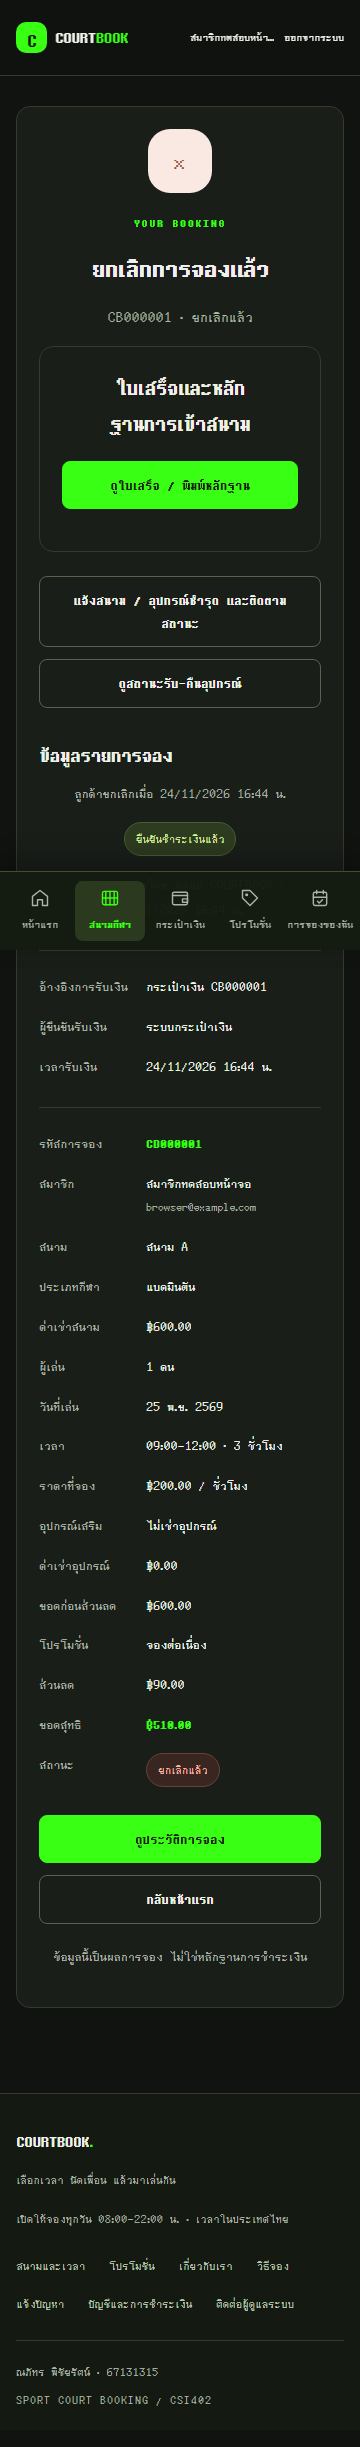 C COURTBOOK สมาชิกทดสอบหน้า... ออกจากระบบ
×
YOUR BOOKING
ยกเลิกการจองแล้ว
CB000001 · ยกเลิกแล้ว
ใบเสร็จและหลัก
ฐานการเข้าสนาม
ดูใบเสร็จ / พิมพ์หลักฐาน
แจ้งสนาม / อุปกรณ์ชำรุด และติดตาม
สถานะ
ดูสถานะรับ-คืนอุปกรณ์
ข้อมูลรายการจอง
ลูกค้ายกเลิกเมื่อ 24/11/2026 16:44 น.
ยืนยันชำระเงินแล้ว
หน้าแรก สนามกีฬา กระเป๋าเงิน โปรโมชั่น การจองของฉัน
อ้างอิงการรับเงิน กระเป๋าเงิน CB000001
ผู้ยืนยันรับเงิน ระบบกระเป๋าเงิน
เวลารับเงิน 24/11/2026 16:44 น.
รหัสการจอง CB000001
สมาชิก สมาชิกทดสอบหน้าจอ
browser@example.com
สนาม สนาม A
ประเภทกีฬา แบดมินตัน
ค่าเช่าสนาม ฿600.00
ผู้เล่น 1 คน
วันที่เล่น 25 พ.ย. 2569
เวลา 09:00-12:00 · 3 ชั่วโมง
ราคาที่จอง ฿200.00 / ชั่วโมง
อุปกรณ์เสริม ไม่เช่าอุปกรณ์
ค่าเช่าอุปกรณ์ ฿0.00
ยอดก่อนส่วนลด ฿600.00
โปรโมชั่น จองต่อเนื่อง
ส่วนลด ฿90.00
ยอดสุทธิ ฿510.00
สถานะ ยกเลิกแล้ว
ดูประวัติการจอง
กลับหน้าแรก
ข้อมูลนี้เป็นผลการจอง ไม่ใช่หลักฐานการชำระเงิน
COURTBOOK.
เลือกเวลา นัดเพื่อน แล้วมาเล่นกัน
เปิดให้จองทุกวัน 08:00-22:00 น. · เวลาในประเทศไทย
สนามและเวลา โปรโมชั่น เกี่ยวกับเรา วิธีจอง
แจ้งปัญหา บัญชีและการชำระเงิน ติดต่อผู้ดูแลระบบ
ณภัทร พิชัยรัตน์ · 67131315
SPORT COURT BOOKING / CSI402